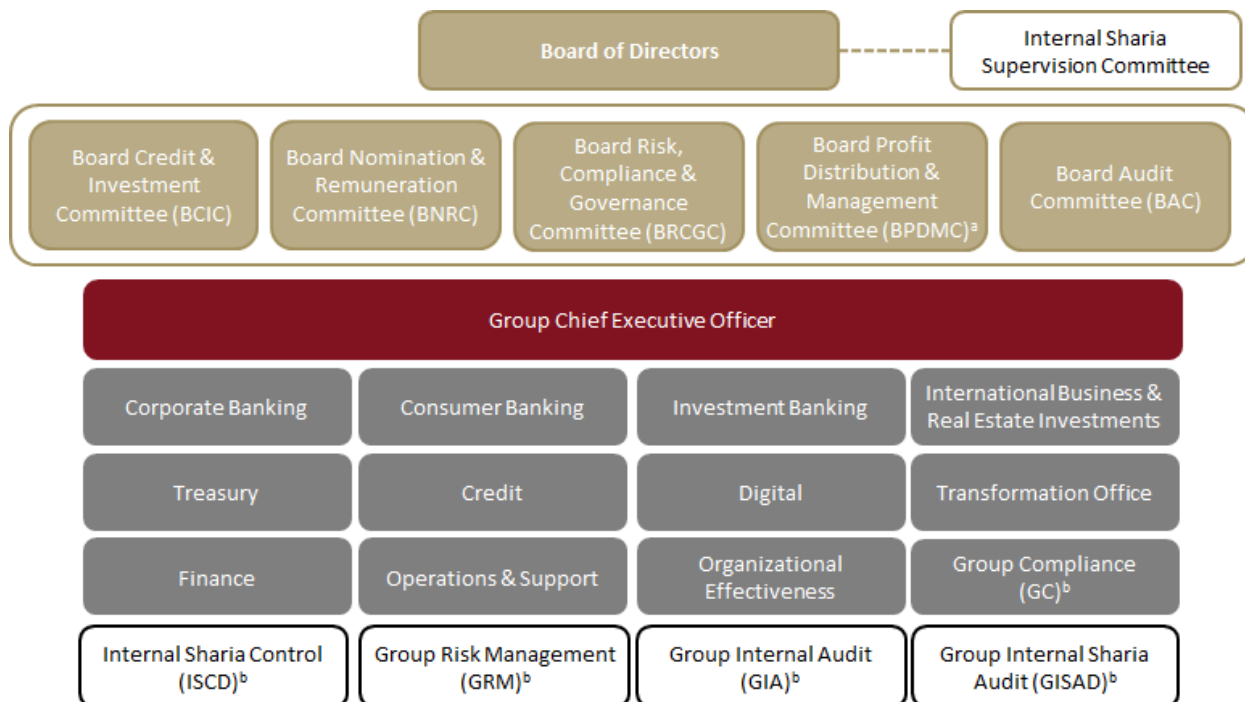 Board of Directors
Internal Sharia
Supervision Committee
Board Credit &
Investment
Committee (BCIC)
Board Nomination &
Remuneration
Committee (BNRC)
Board Risk,
Compliance &
Governance
Committee (BRCGC)
Board Profit
Distribution &
Management
Committee (BPDMC)ᵃ
Board Audit
Committee (BAC)
Group Chief Executive Officer
Corporate Banking
Consumer Banking
Investment Banking
International Business &
Real Estate Investments
Treasury
Credit
Digital
Transformation Office
Finance
Operations & Support
Organizational
Effectiveness
Group Compliance
(GC)ᵇ
Internal Sharia Control
(ISCD)ᵇ
Group Risk Management
(GRM)ᵇ
Group Internal Audit
(GIA)ᵇ
Group Internal Sharia
Audit (GISAD)ᵇ